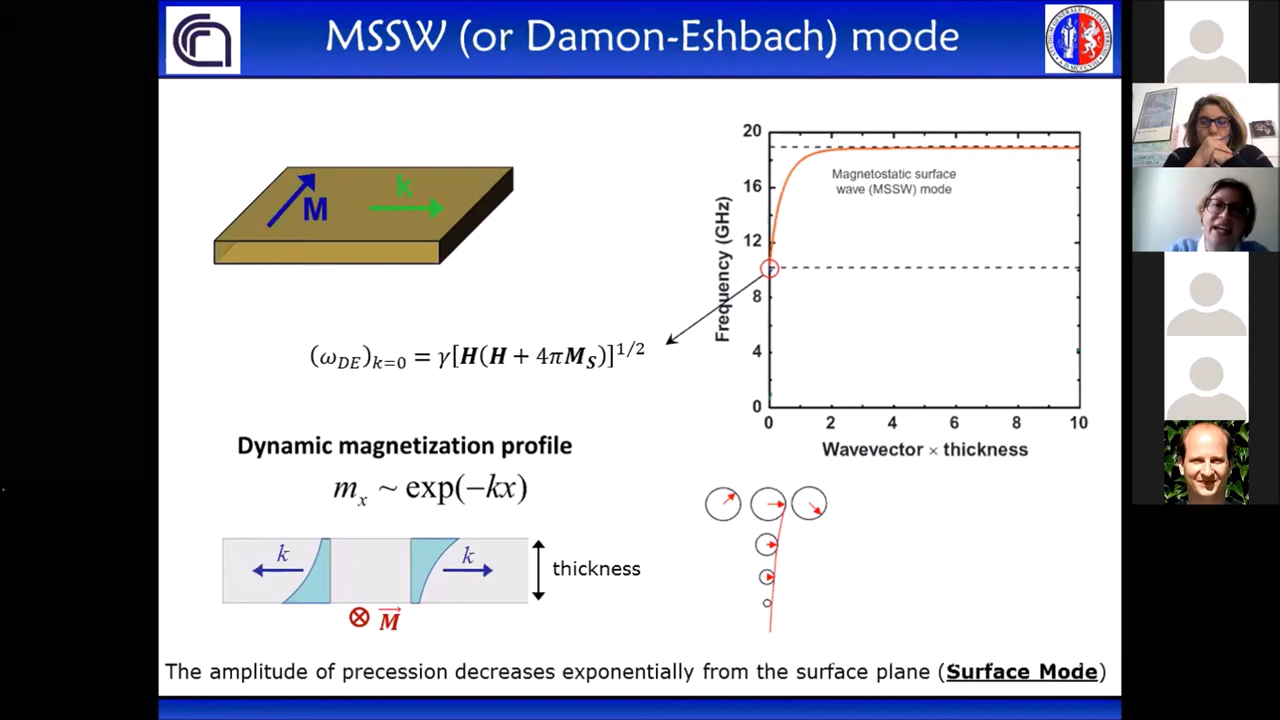 MSSW (or Damon-Eshbach) mode
M
k
(ω_DE)_{k=0} = γ[H(H + 4πM_S)]^{1/2}
20
16
12
8
4
0
Frequency (GHz)
Magnetostatic surface
wave (MSSW) mode
0 2 4 6 8 10
Wavevector × thickness
Dynamic magnetization profile
m_x ~ exp(−kx)
k
k
thickness
⊗ M⃗
The amplitude of precession decreases exponentially from the surface plane (Surface Mode)